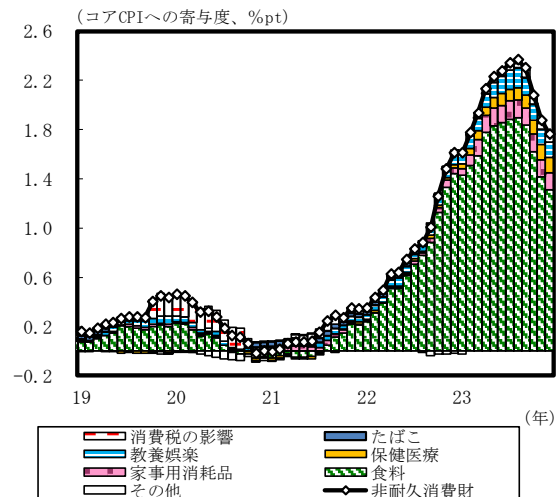 (コアCPIへの寄与度、%pt)
2.6
2.2
1.8
1.4
1.0
0.6
0.2
-0.2
19 20 21 22 23
(年)
消費税の影響 たばこ
教養娯楽 保健医療
家事用消耗品 食料
その他 非耐久消費財